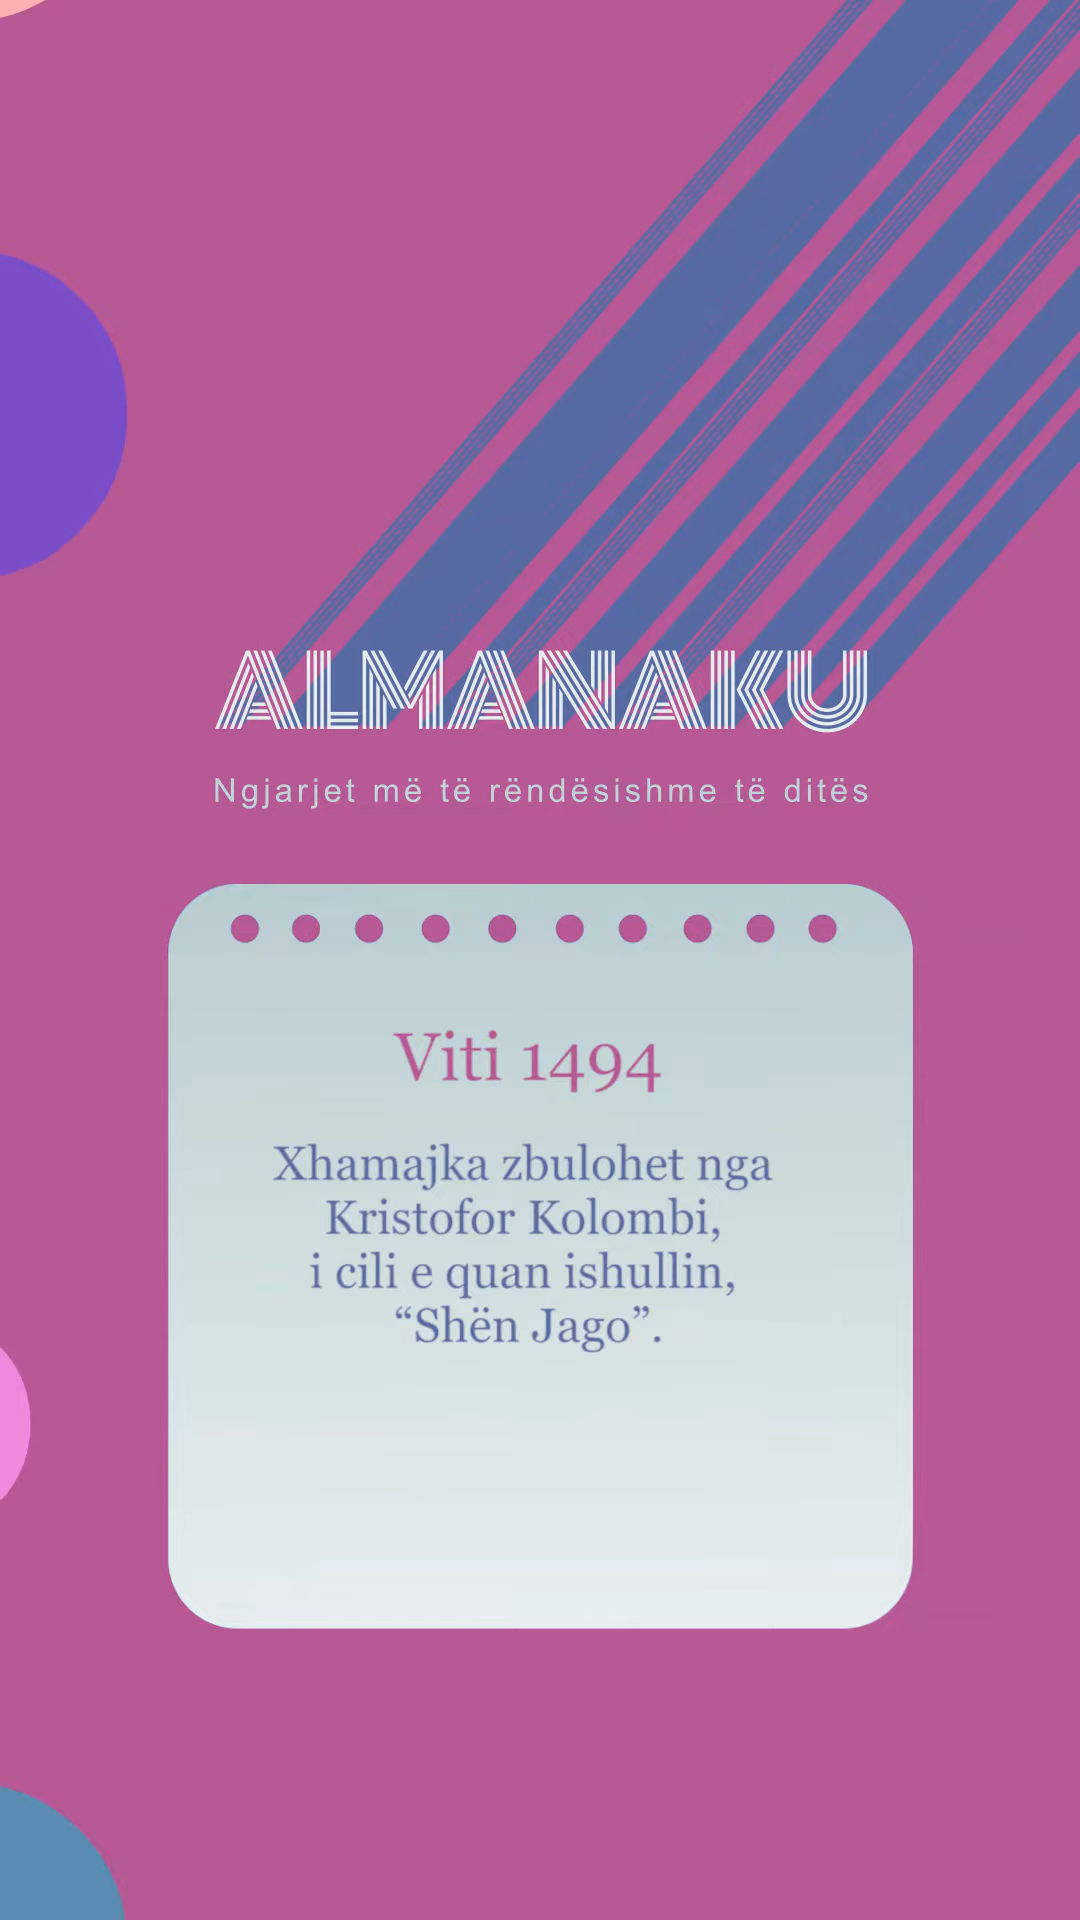 ALMANAKU
Ngjarjet më të rëndësishme të ditës
Viti 1494
Xhamajka zbulohet nga
Kristofor Kolombi,
i cili e quan ishullin,
“Shën Jago”.